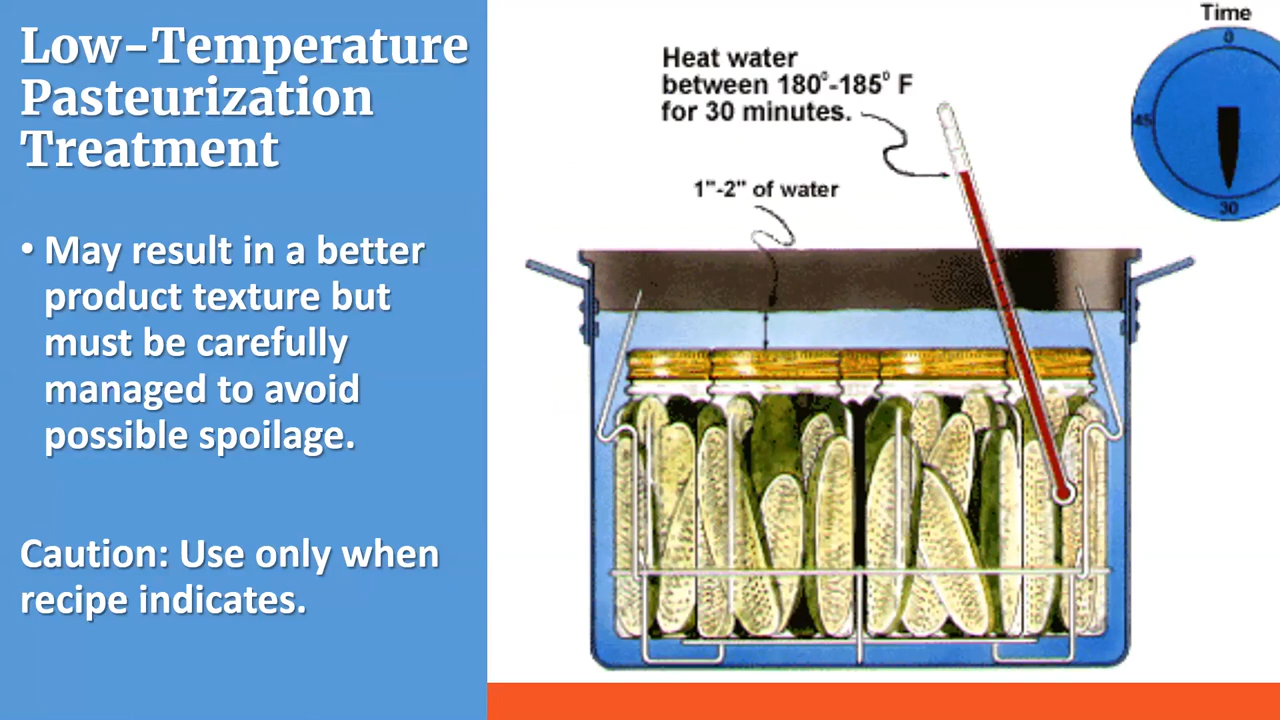 Low-Temperature
Pasteurization
Treatment
• May result in a better
product texture but
must be carefully
managed to avoid
possible spoilage.
Caution: Use only when
recipe indicates.
Heat water
between 180°-185° F
for 30 minutes.
1"-2" of water
Time
0
45
30